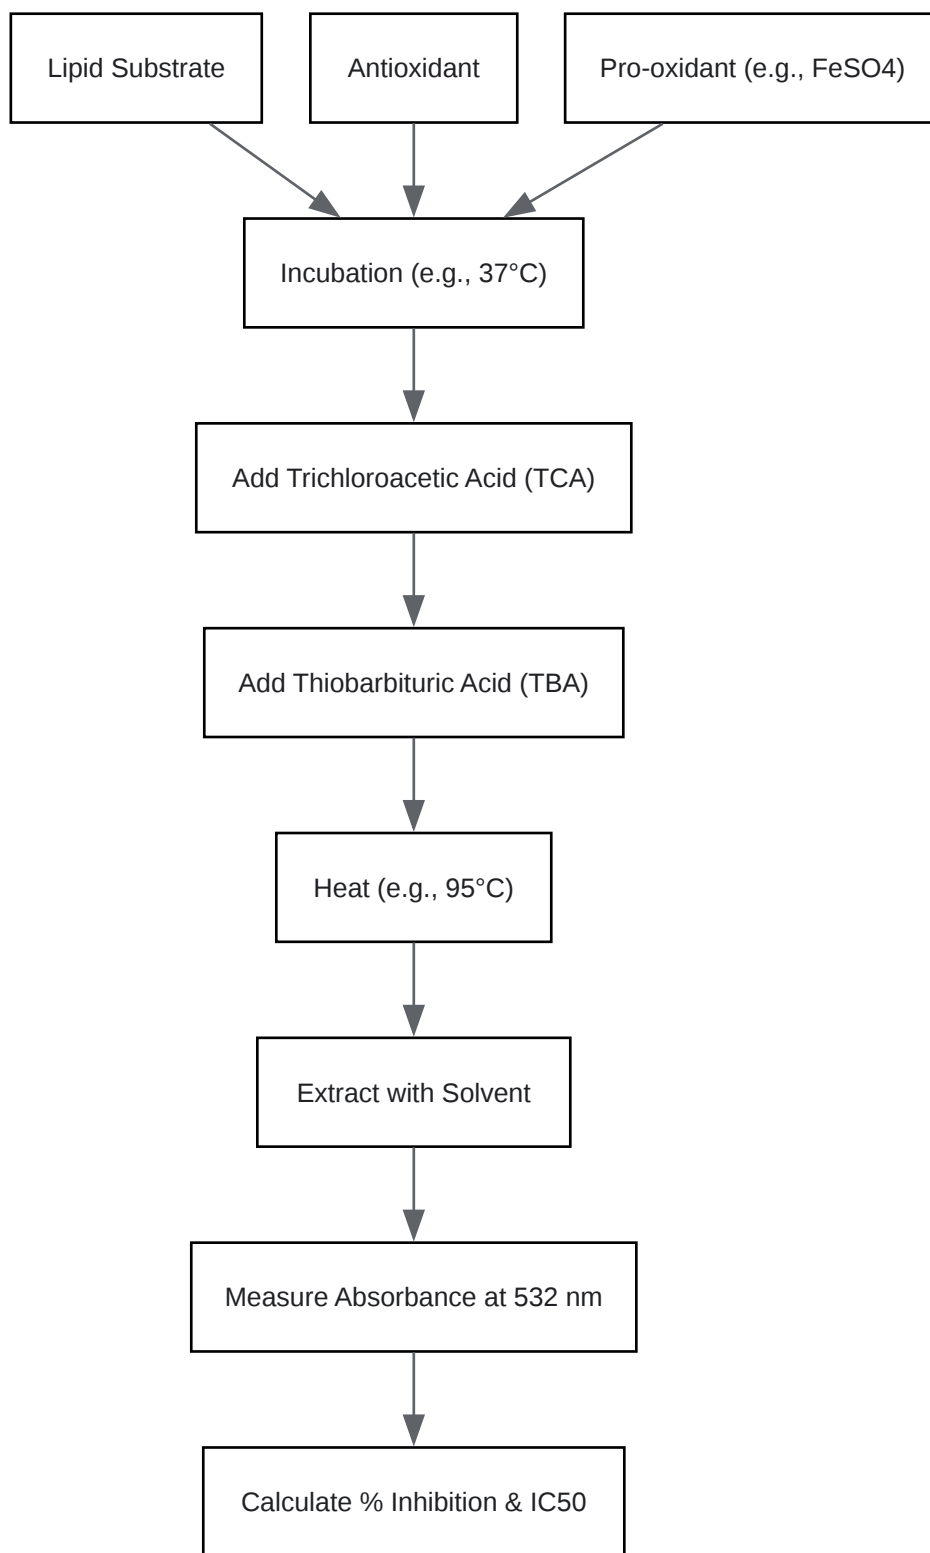 Lipid Substrate
Antioxidant
Pro-oxidant (e.g., FeSO4)
Incubation (e.g., 37°C)
Add Trichloroacetic Acid (TCA)
Add Thiobarbituric Acid (TBA)
Heat (e.g., 95°C)
Extract with Solvent
Measure Absorbance at 532 nm
Calculate % Inhibition & IC50